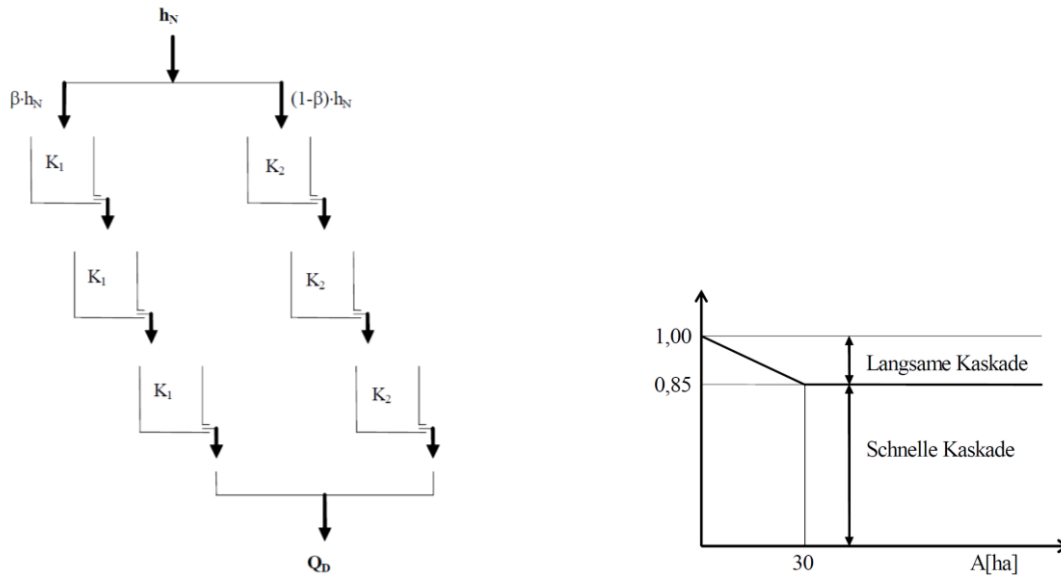 h_N
β·h_N
(1-β)·h_N
K_1
K_2
K_1
K_2
K_1
K_2
Q_D
1,00
Langsame Kaskade
0,85
Schnelle Kaskade
30
A[ha]